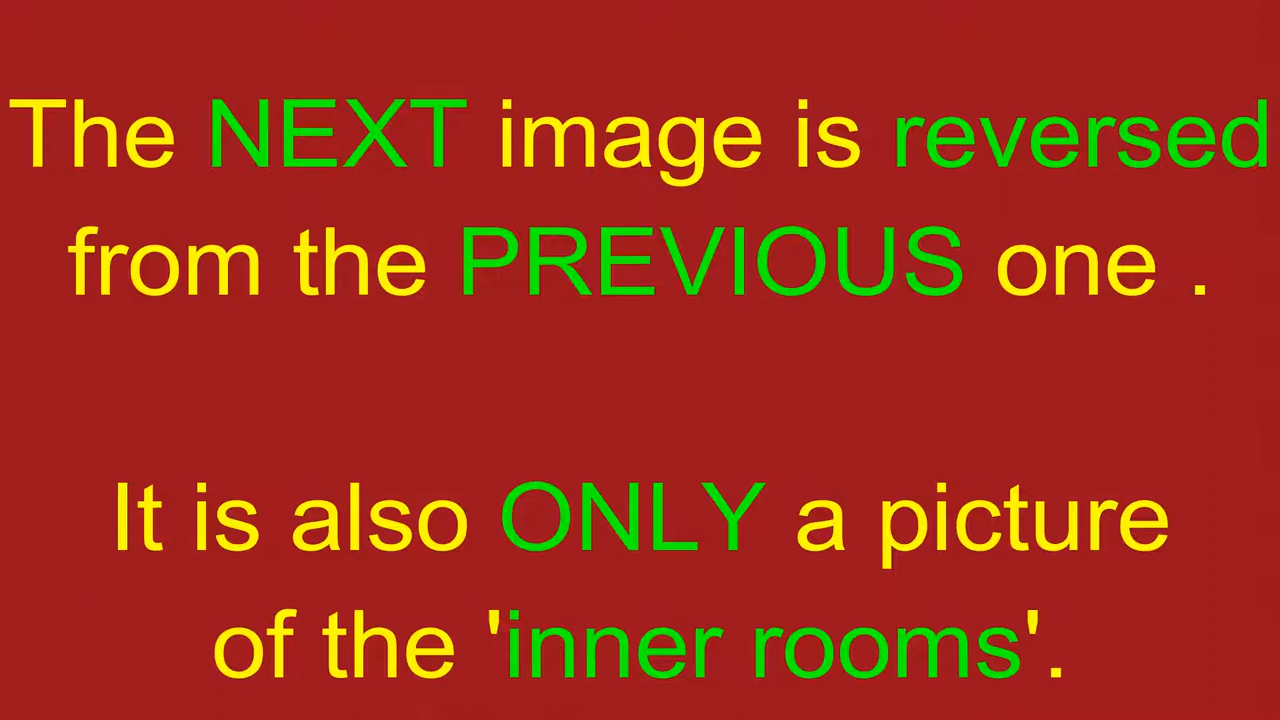 The NEXT image is reversed
from the PREVIOUS one .
It is also ONLY a picture
of the 'inner rooms'.